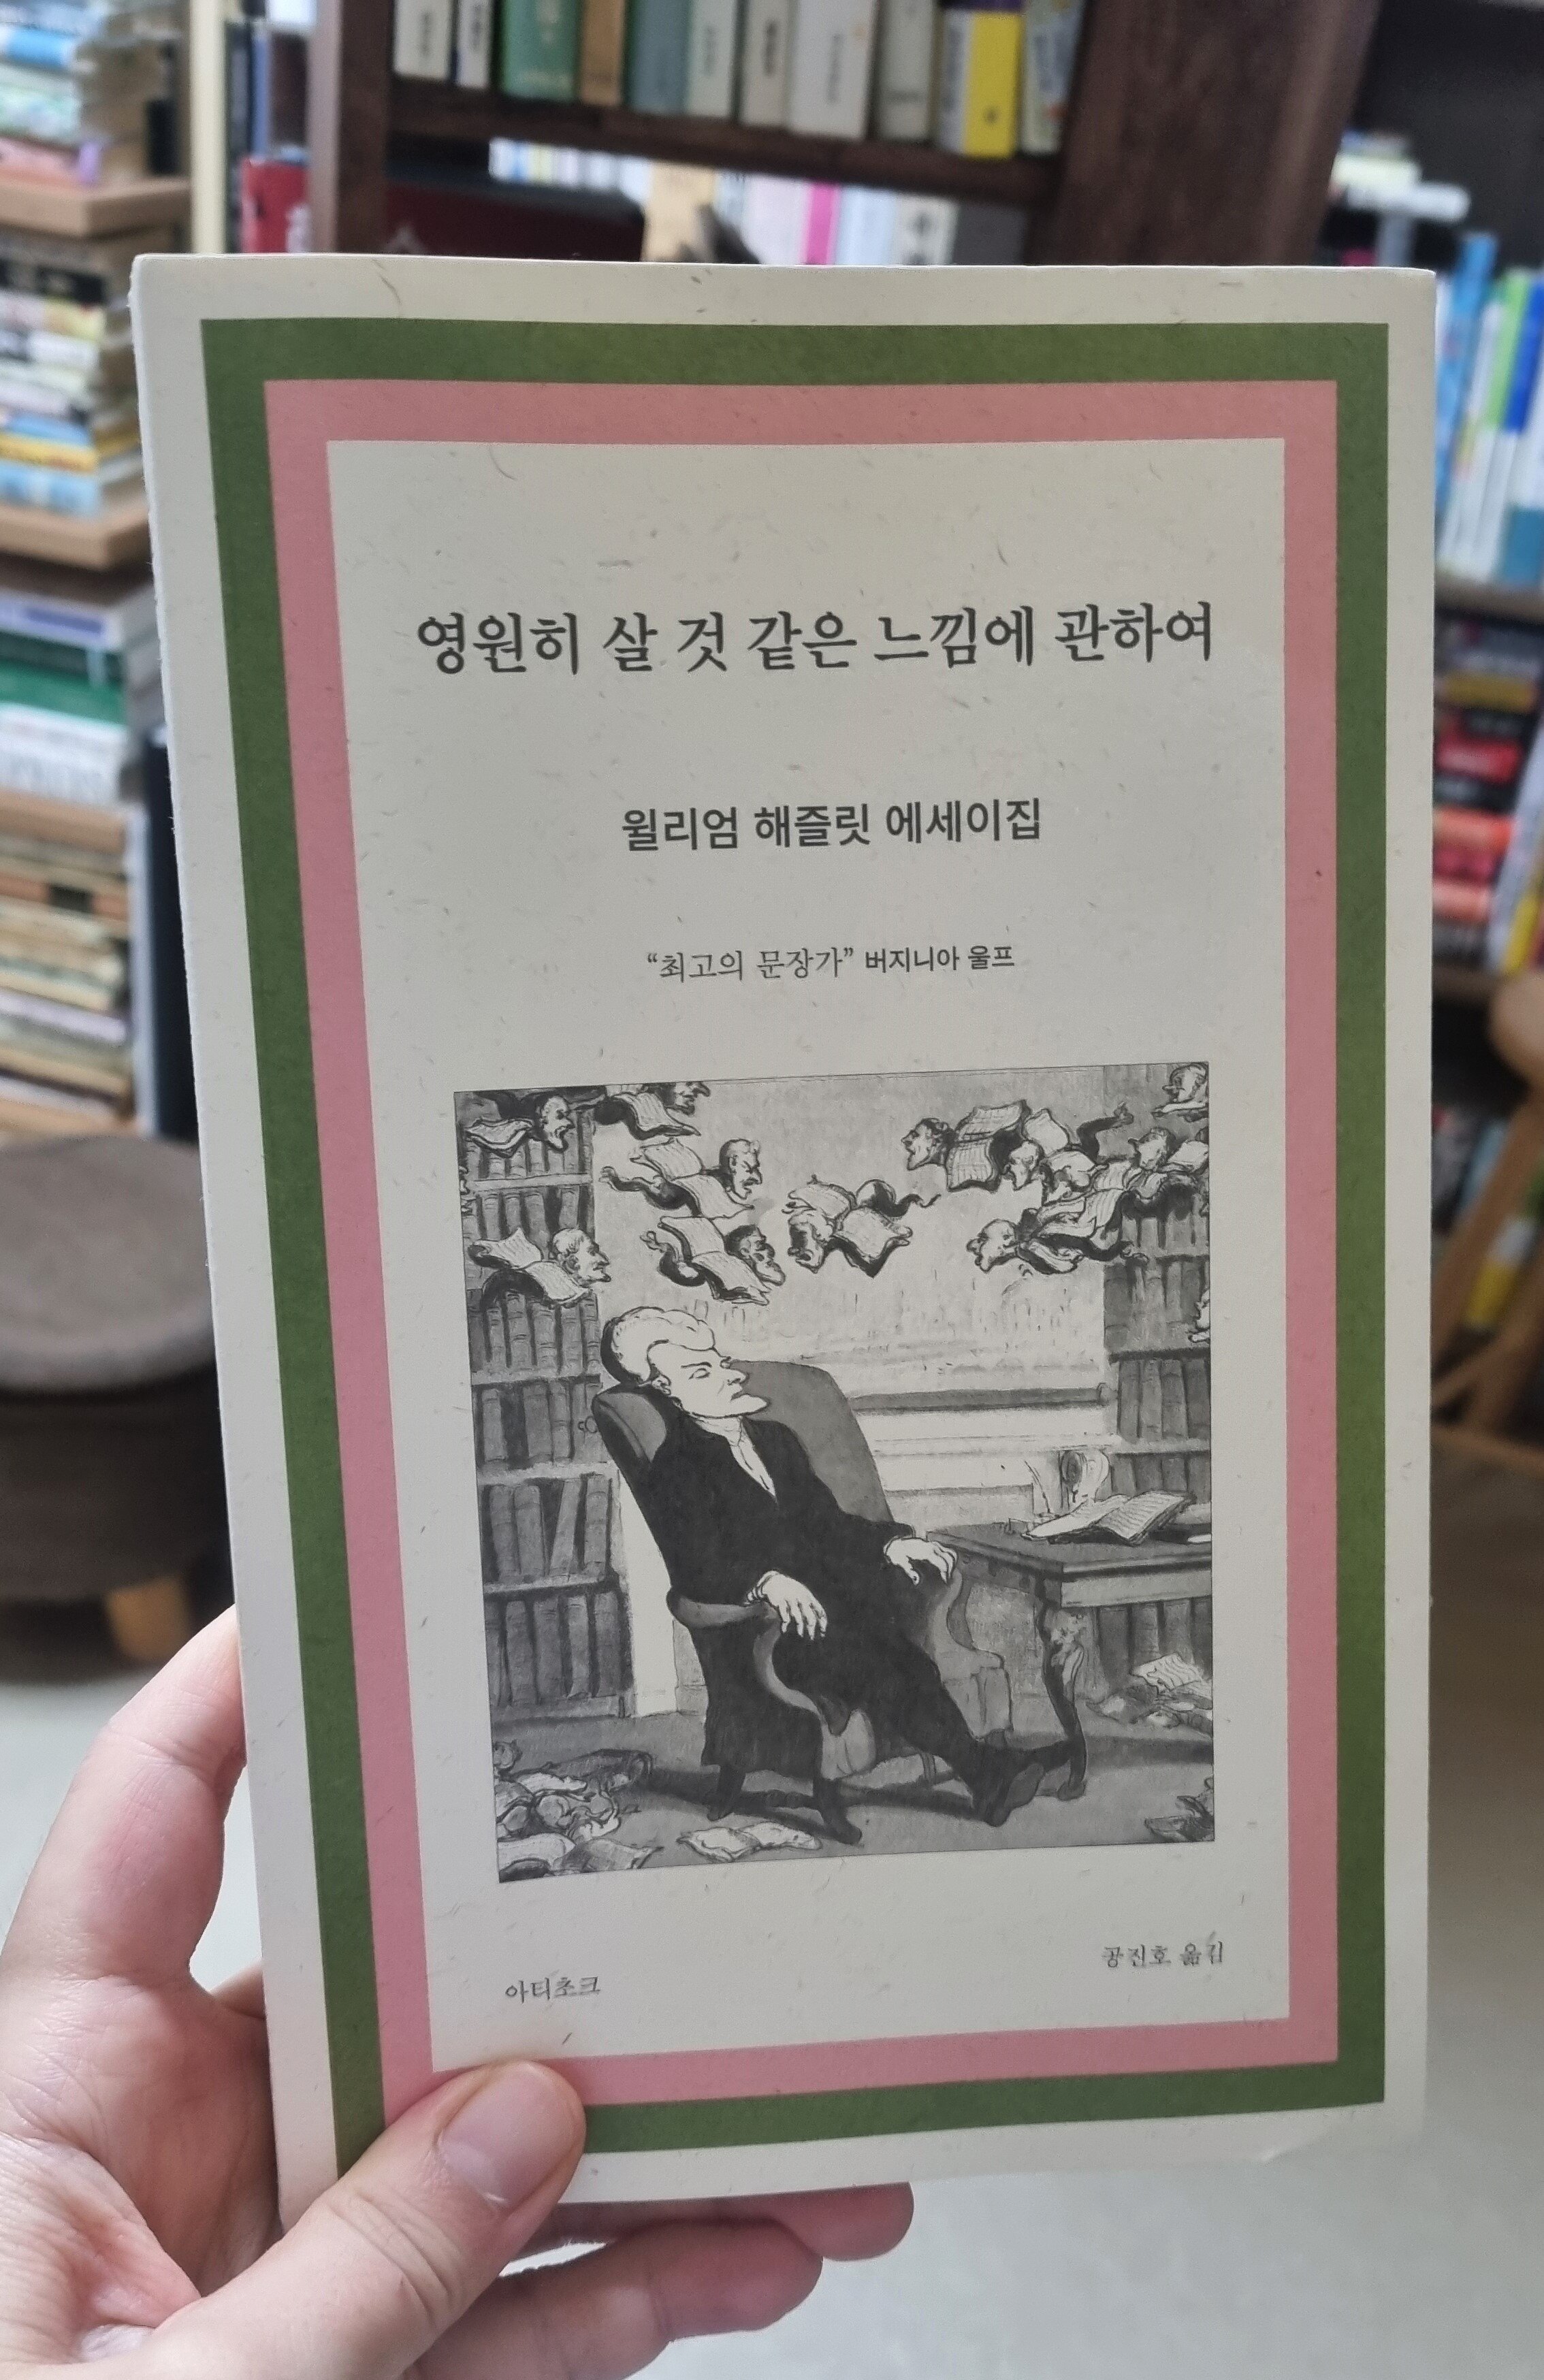 영원히 살 것 같은 느낌에 관하여
윌리엄 해즐릿 에세이집
“최고의 문장가” 버지니아 울프
공진호 옮김
아티초크